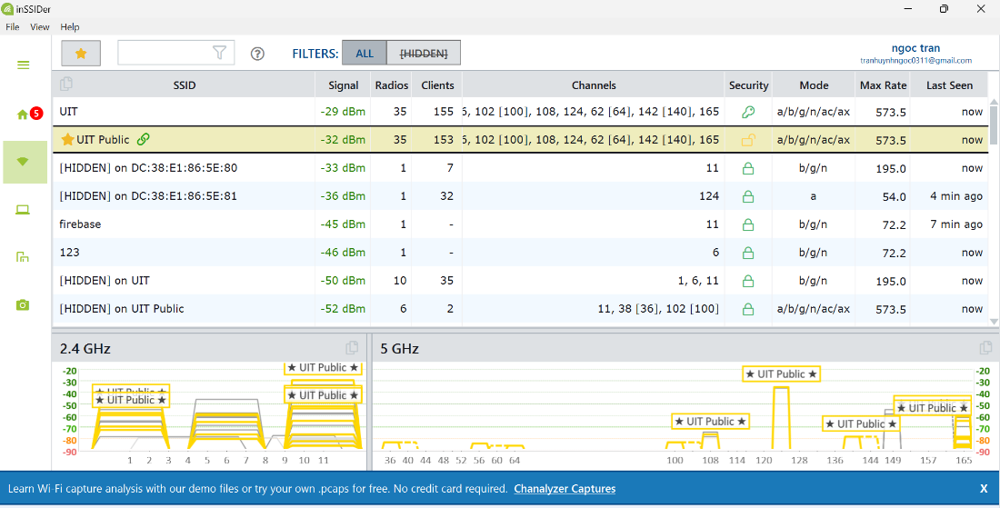 inSSIDer
File View Help
FILTERS: ALL [HIDDEN]
ngoc tran
tranhuynhngoc0311@gmail.com
5
SSID Signal Radios Clients Channels Security Mode Max Rate Last Seen
UIT -29 dBm 35 155 6, 102 [100], 108, 124, 62 [64], 142 [140], 165 a/b/g/n/ac/ax 573.5 now
UIT Public -32 dBm 35 153 6, 102 [100], 108, 124, 62 [64], 142 [140], 165 a/b/g/n/ac/ax 573.5 now
[HIDDEN] on DC:38:E1:86:5E:80 -33 dBm 1 7 11 b/g/n 195.0 now
[HIDDEN] on DC:38:E1:86:5E:81 -36 dBm 1 32 124 a 54.0 4 min ago
firebase -45 dBm 1 - 11 b/g/n 72.2 7 min ago
123 -46 dBm 1 - 6 b/g/n 72.2 now
[HIDDEN] on UIT -50 dBm 10 35 1, 6, 11 b/g/n 195.0 now
[HIDDEN] on UIT Public -52 dBm 6 2 11, 38 [36], 102 [100] a/b/g/n/ac/ax 573.5 now
2.4 GHz
-20
-30
-40
-50
-60
-70
-80
-90
★ UIT Public ★
★ UIT Public ★
★ UIT Public ★
★ UIT Public ★
1 2 3 4 5 6 7 8 9 10 11
5 GHz
★ UIT Public ★
★ UIT Public ★
★ UIT Public ★
★ UIT Public ★
-20
-30
-40
-50
-60
-70
-80
-90
36 40 44 48 52 56 60 64 100 108 114 120 128 136 144 149 157 165
Learn Wi-Fi capture analysis with our demo files or try your own .pcaps for free. No credit card required. Chanalyzer Captures X